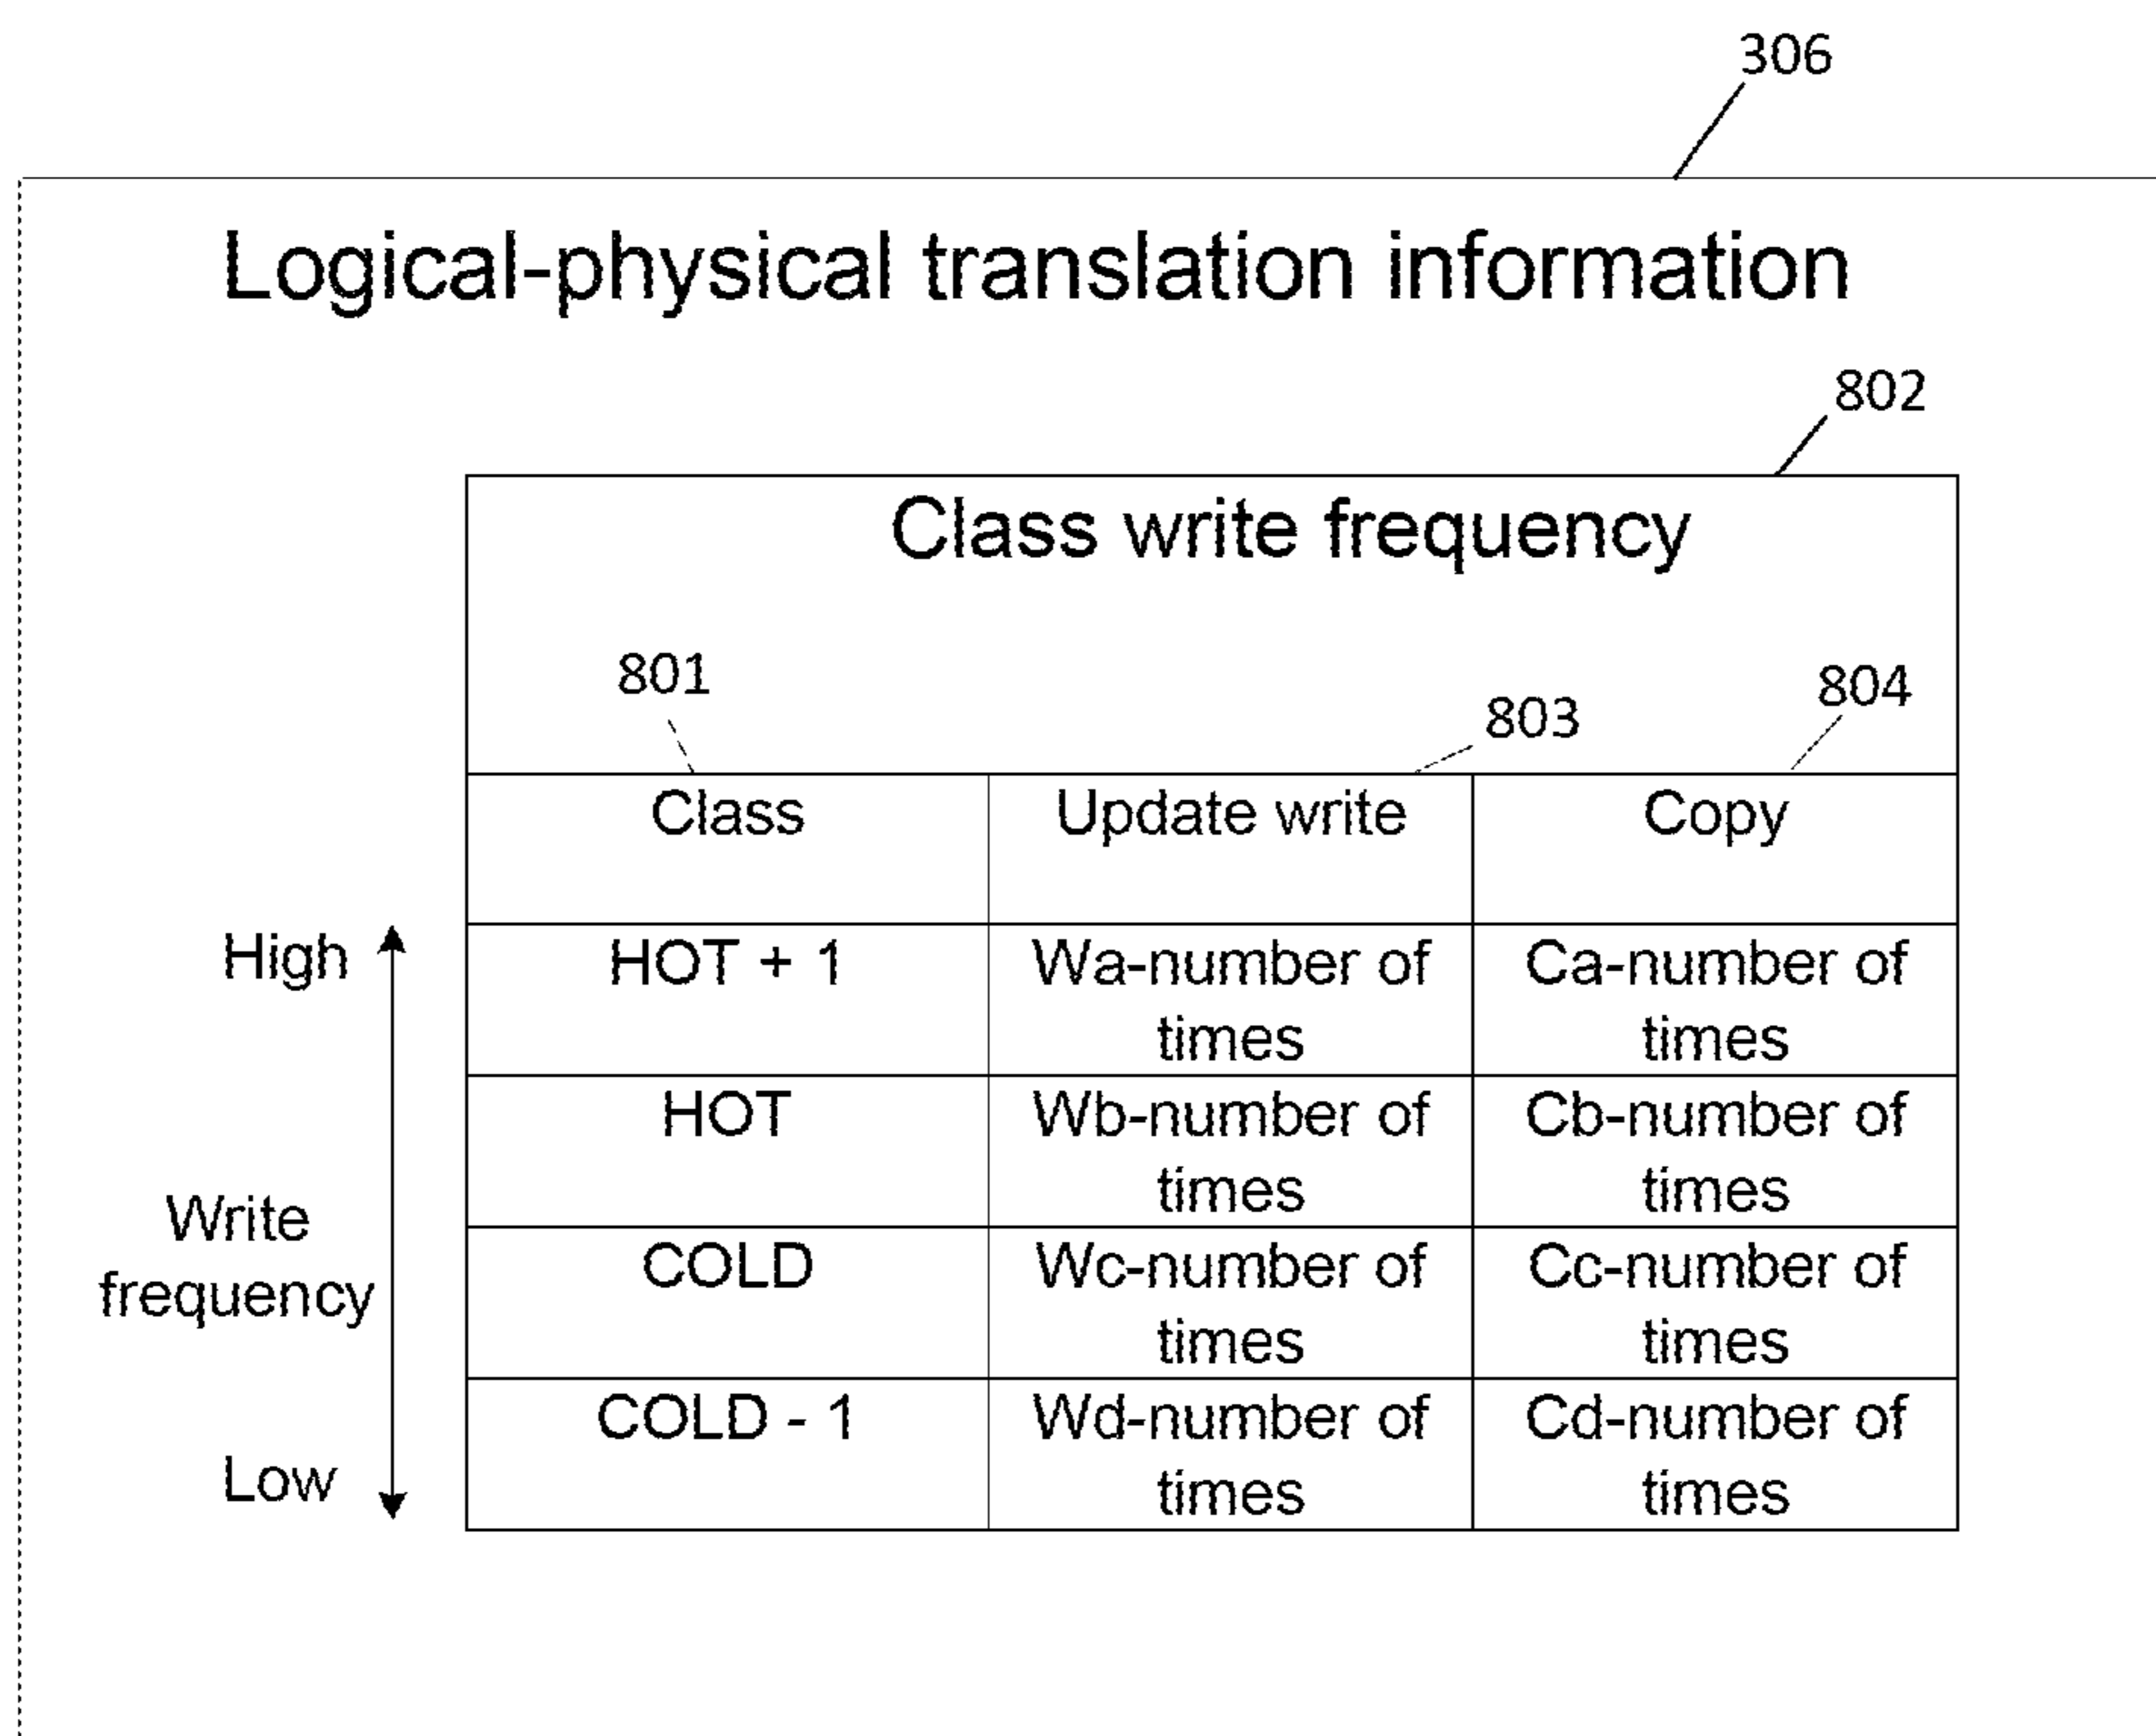 306
Logical-physical translation information
802
Class write frequency
801
803
804
Class
Update write
Copy
High
HOT + 1
Wa-number of
times
Ca-number of
times
HOT
Wb-number of
times
Cb-number of
times
Write
frequency
COLD
Wc-number of
times
Cc-number of
times
Low
COLD - 1
Wd-number of
times
Cd-number of
times